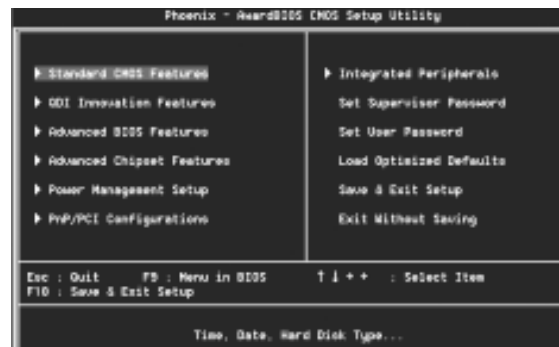 Phoenix - AwardBIOS CMOS Setup Utility
Standard CMOS Features
QDI Innovation Features
Advanced BIOS Features
Advanced Chipset Features
Power Management Setup
PnP/PCI Configurations
Integrated Peripherals
Set Supervisor Password
Set User Password
Load Optimized Defaults
Save & Exit Setup
Exit Without Saving
Esc : Quit F9 : Menu in BIOS ↑ ↓ + + : Select Item
F10 : Save & Exit Setup
Time, Date, Hard Disk Type...